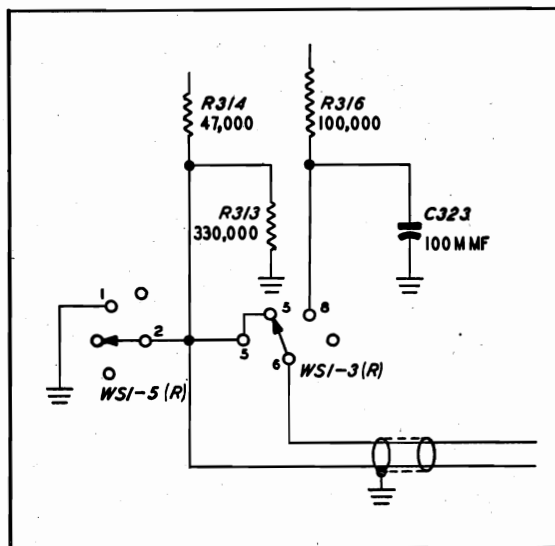 R314
47,000
R316
100,000
R313
330,000
C323
100 MMF
1
2
5
5
8
6
WS1-5 (R)
WS1-3(R)